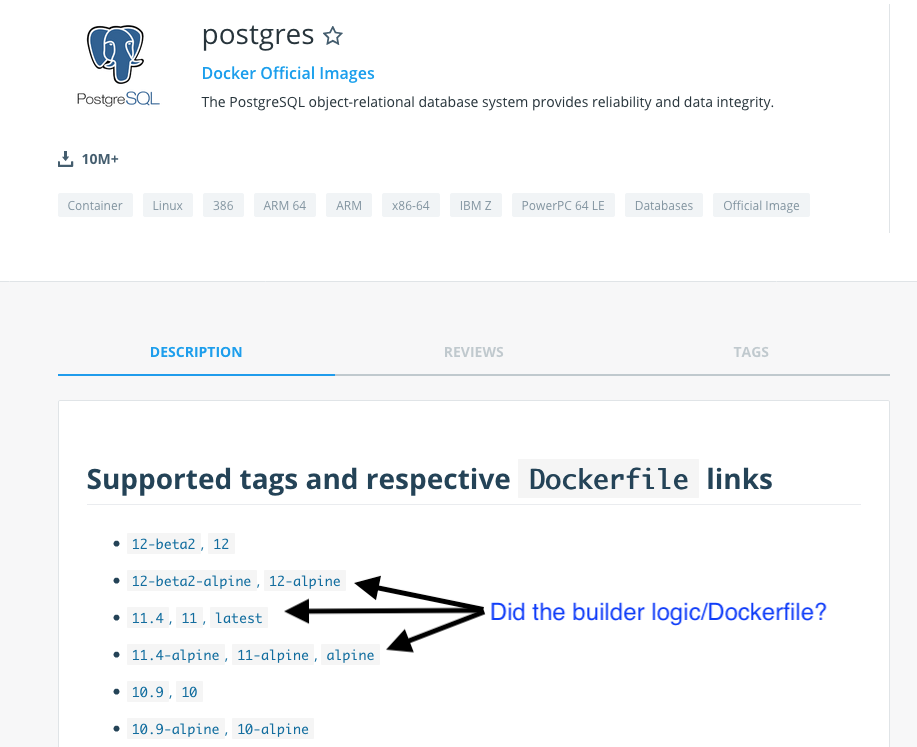 postgres
PostgreSQL
Docker Official Images
The PostgreSQL object-relational database system provides reliability and data integrity.
10M+
Container Linux 386 ARM 64 ARM x86-64 IBM Z PowerPC 64 LE Databases Official Image
DESCRIPTION REVIEWS TAGS
Supported tags and respective Dockerfile links
12-beta2, 12
12-beta2-alpine, 12-alpine
11.4, 11, latest
Did the builder logic/Dockerfile?
11.4-alpine, 11-alpine, alpine
10.9, 10
10.9-alpine, 10-alpine